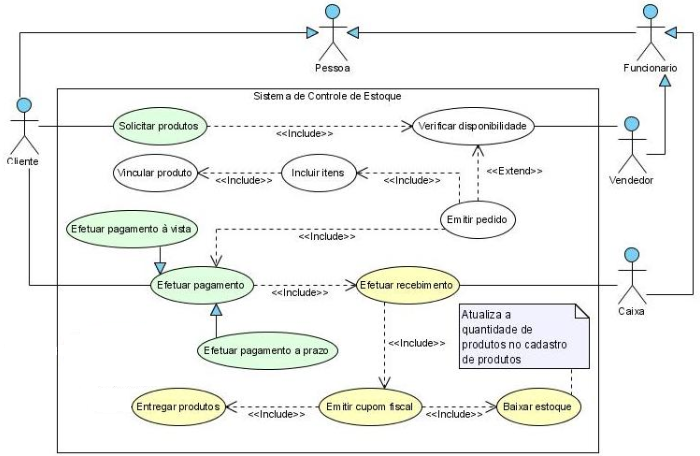 Pessoa
Funcionario
Sistema de Controle de Estoque
Solicitar produtos
<<Include>>
Verificar disponibilidade
Cliente
Vincular produto
<<Include>>
Incluir itens
<<Include>>
<<Extend>>
Vendedor
Emitir pedido
Efetuar pagamento à vista
<<Include>>
Efetuar pagamento
<<Include>>
Efetuar recebimento
Caixa
Atualiza a
quantidade de
produtos no cadastro
de produtos
<<Include>>
Efetuar pagamento a prazo
Entregar produtos
<<Include>>
Emitir cupom fiscal
<<Include>>
Baixar estoque